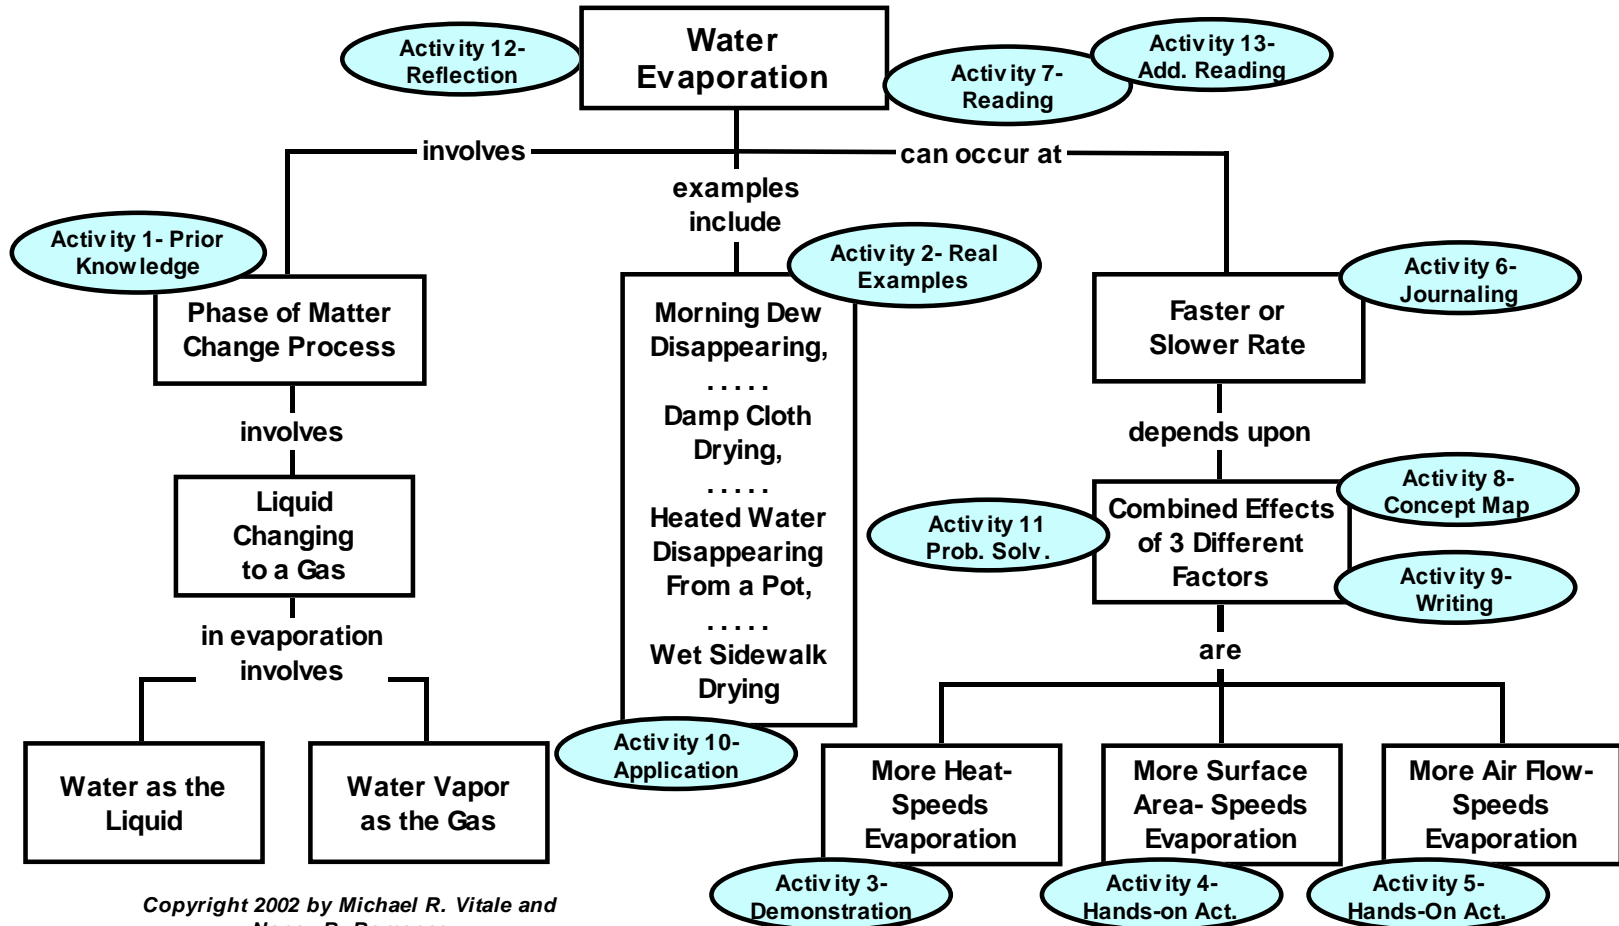 Activity 12-
Reflection
Water
Evaporation
Activity 7-
Reading
Activity 13-
Add. Reading
involves
can occur at
examples
include
Activity 1- Prior
Knowledge
Activity 2- Real
Examples
Activity 6-
Journaling
Phase of Matter
Change Process
Morning Dew
Disappearing,
. . . . .
Damp Cloth
Drying,
. . . . .
Heated Water
Disappearing
From a Pot,
. . . . .
Wet Sidewalk
Drying
Faster or
Slower Rate
involves
depends upon
Liquid
Changing
to a Gas
Activity 11
Prob. Solv.
Combined Effects
of 3 Different
Factors
Activity 8-
Concept Map
Activity 9-
Writing
in evaporation
involves
are
Activity 10-
Application
Water as the
Liquid
Water Vapor
as the Gas
More Heat-
Speeds
Evaporation
More Surface
Area- Speeds
Evaporation
More Air Flow-
Speeds
Evaporation
Activity 3-
Demonstration
Activity 4-
Hands-on Act.
Activity 5-
Hands-On Act.
Copyright 2002 by Michael R. Vitale and